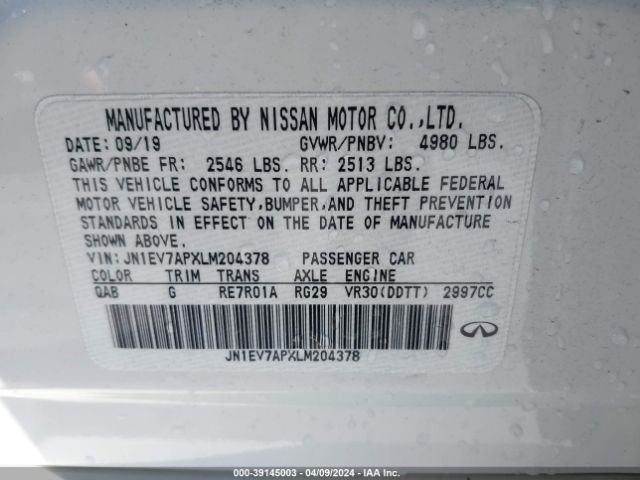 MANUFACTURED BY NISSAN MOTOR CO.,LTD.
DATE: 09/19 GVWR/PNBV: 4980 LBS.
GAWR/PNBE FR: 2546 LBS. RR: 2513 LBS.
THIS VEHICLE CONFORMS TO ALL APPLICABLE FEDERAL
MOTOR VEHICLE SAFETY,BUMPER,AND THEFT PREVENTION
STANDARDS IN EFFECT ON THE DATE OF MANUFACTURE
SHOWN ABOVE.
VIN: JN1EV7APXLM204378 PASSENGER CAR
COLOR TRIM TRANS AXLE ENGINE
QAB G RE7R01A RG29 VR30(DDTT) 2997CC
JN1EV7APXLM204378
000-39145003 | 04/09/2024 | IAA Inc.